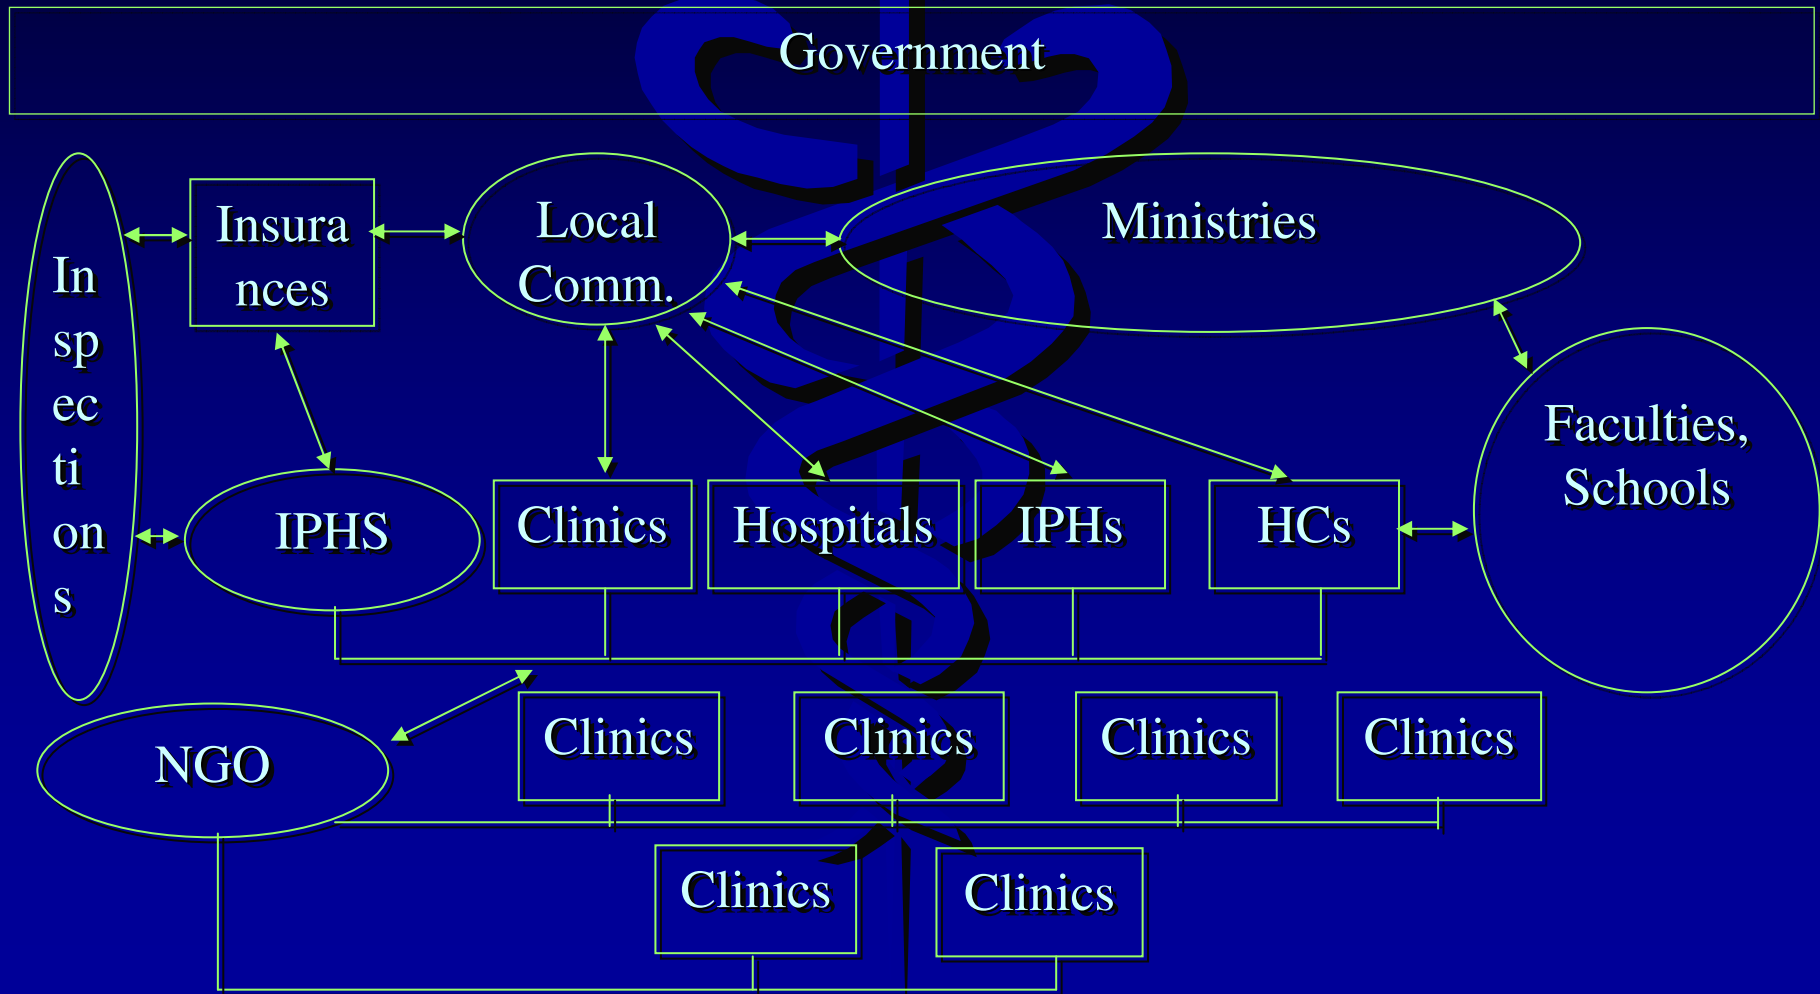 Government
Insura
nces
Local
Comm.
Ministries
In
sp
ec
ti
on
s
Faculties,
Schools
IPHS
Clinics
Hospitals
IPHs
HCs
NGO
Clinics
Clinics
Clinics
Clinics
Clinics
Clinics